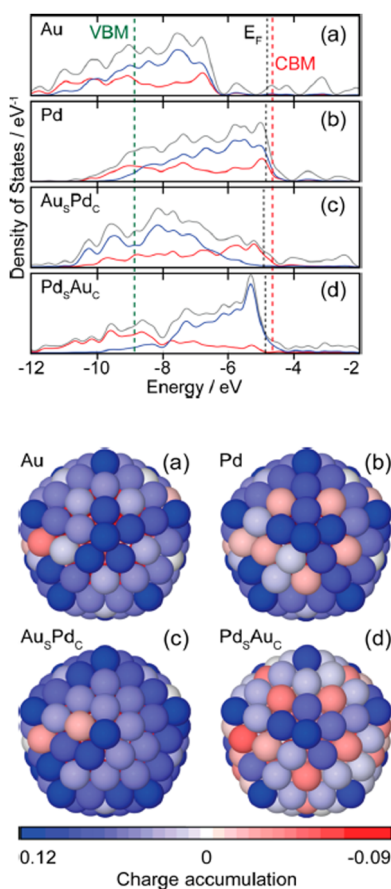 Au
VBM
E_F
CBM
(a)
Pd
(b)
Au_SPd_C
(c)
Pd_SAu_C
(d)
Density of States / eV⁻¹
-12 -10 -8 -6 -4 -2
Energy / eV
Au (a) Pd (b)
Au_SPd_C (c) Pd_SAu_C (d)
0.12 0 -0.09
Charge accumulation